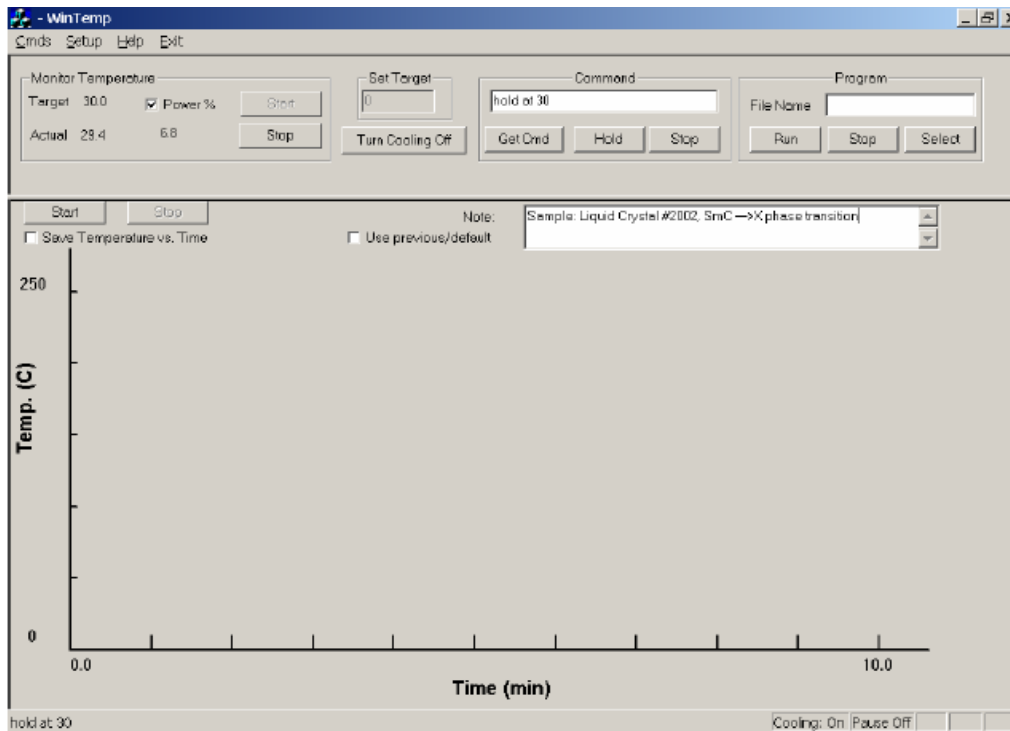 - WinTemp
Cmds Setup Help Exit
Monitor Temperature
Target 30.0
Power %
Start
Actual 29.4
6.8
Stop
Set Target
0
Turn Cooling Off
Command
hold at 30
Get Cmd Hold Stop
Program
File Name
Run Stop Select
Start Stop
Save Temperature vs. Time
Use previous/default
Note:
Sample: Liquid Crystal #2002, SmC --->X phase transition
250
Temp. (C)
0
0.0
10.0
Time (min)
hold at 30
Cooling: On Pause Off